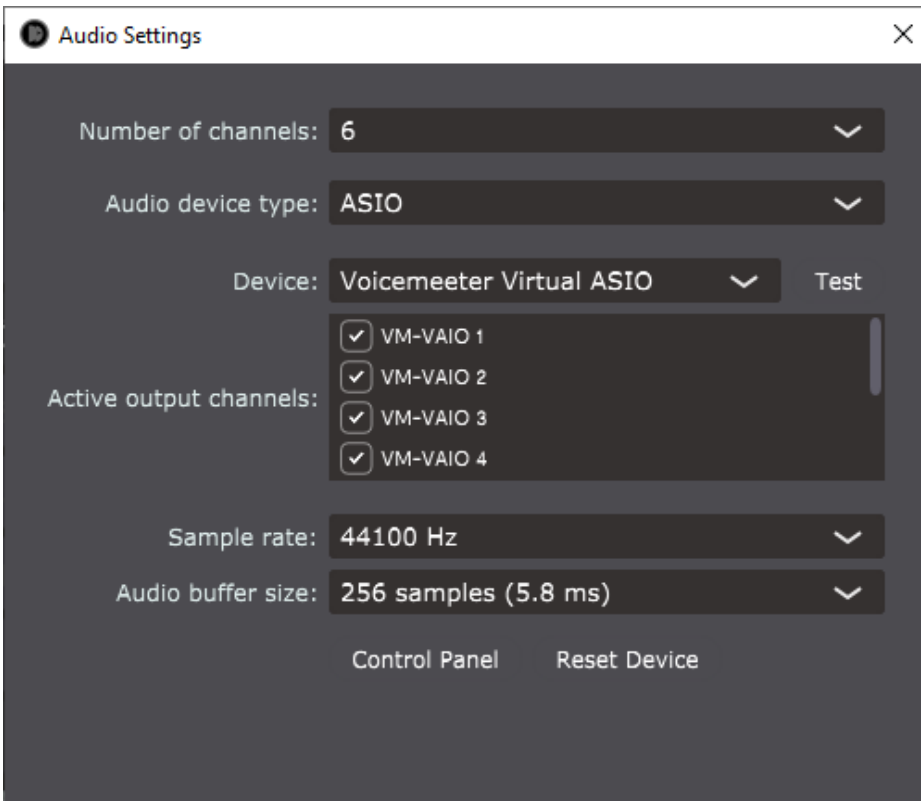 Audio Settings
Number of channels: 6
Audio device type: ASIO
Device: Voicemeeter Virtual ASIO Test
Active output channels:
VM-VAIO 1
VM-VAIO 2
VM-VAIO 3
VM-VAIO 4
Sample rate: 44100 Hz
Audio buffer size: 256 samples (5.8 ms)
Control Panel Reset Device